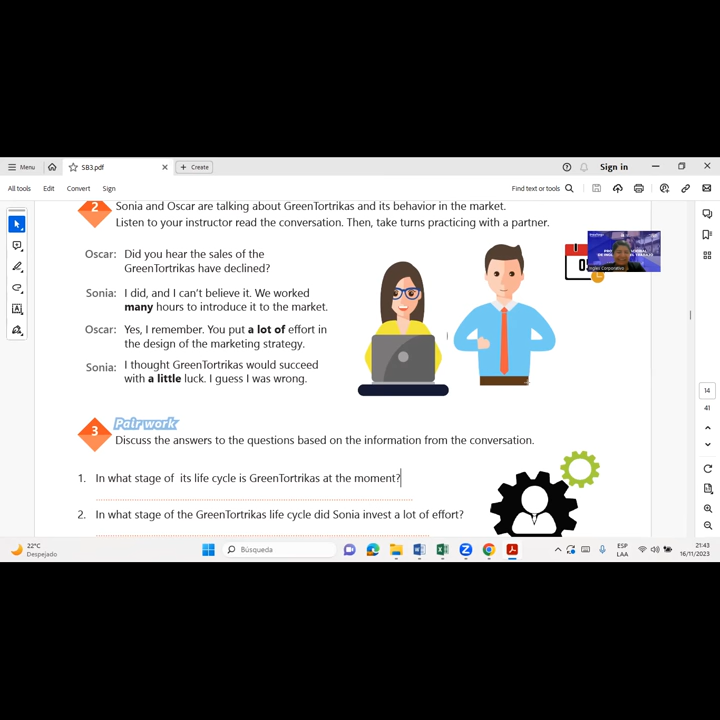 Menu
SB3.pdf
Create
Sign in
All tools
Edit
Convert
Sign
Find text or tools
2
Sonia and Oscar are talking about GreenTortrikas and its behavior in the market.
Listen to your instructor read the conversation. Then, take turns practicing with a partner.
Oscar: Did you hear the sales of the
GreenTortrikas have declined?
Sonia: I did, and I can't believe it. We worked
many hours to introduce it to the market.
Oscar: Yes, I remember. You put a lot of effort in
the design of the marketing strategy.
Sonia: I thought GreenTortrikas would succeed
with a little luck. I guess I was wrong.
Inglés Corporativo
14
41
3
Pair work
Discuss the answers to the questions based on the information from the conversation.
1. In what stage of its life cycle is GreenTortrikas at the moment?
2. In what stage of the GreenTortrikas life cycle did Sonia invest a lot of effort?
22°C
Despejado
Búsqueda
ESP
LAA
21:43
16/11/2023